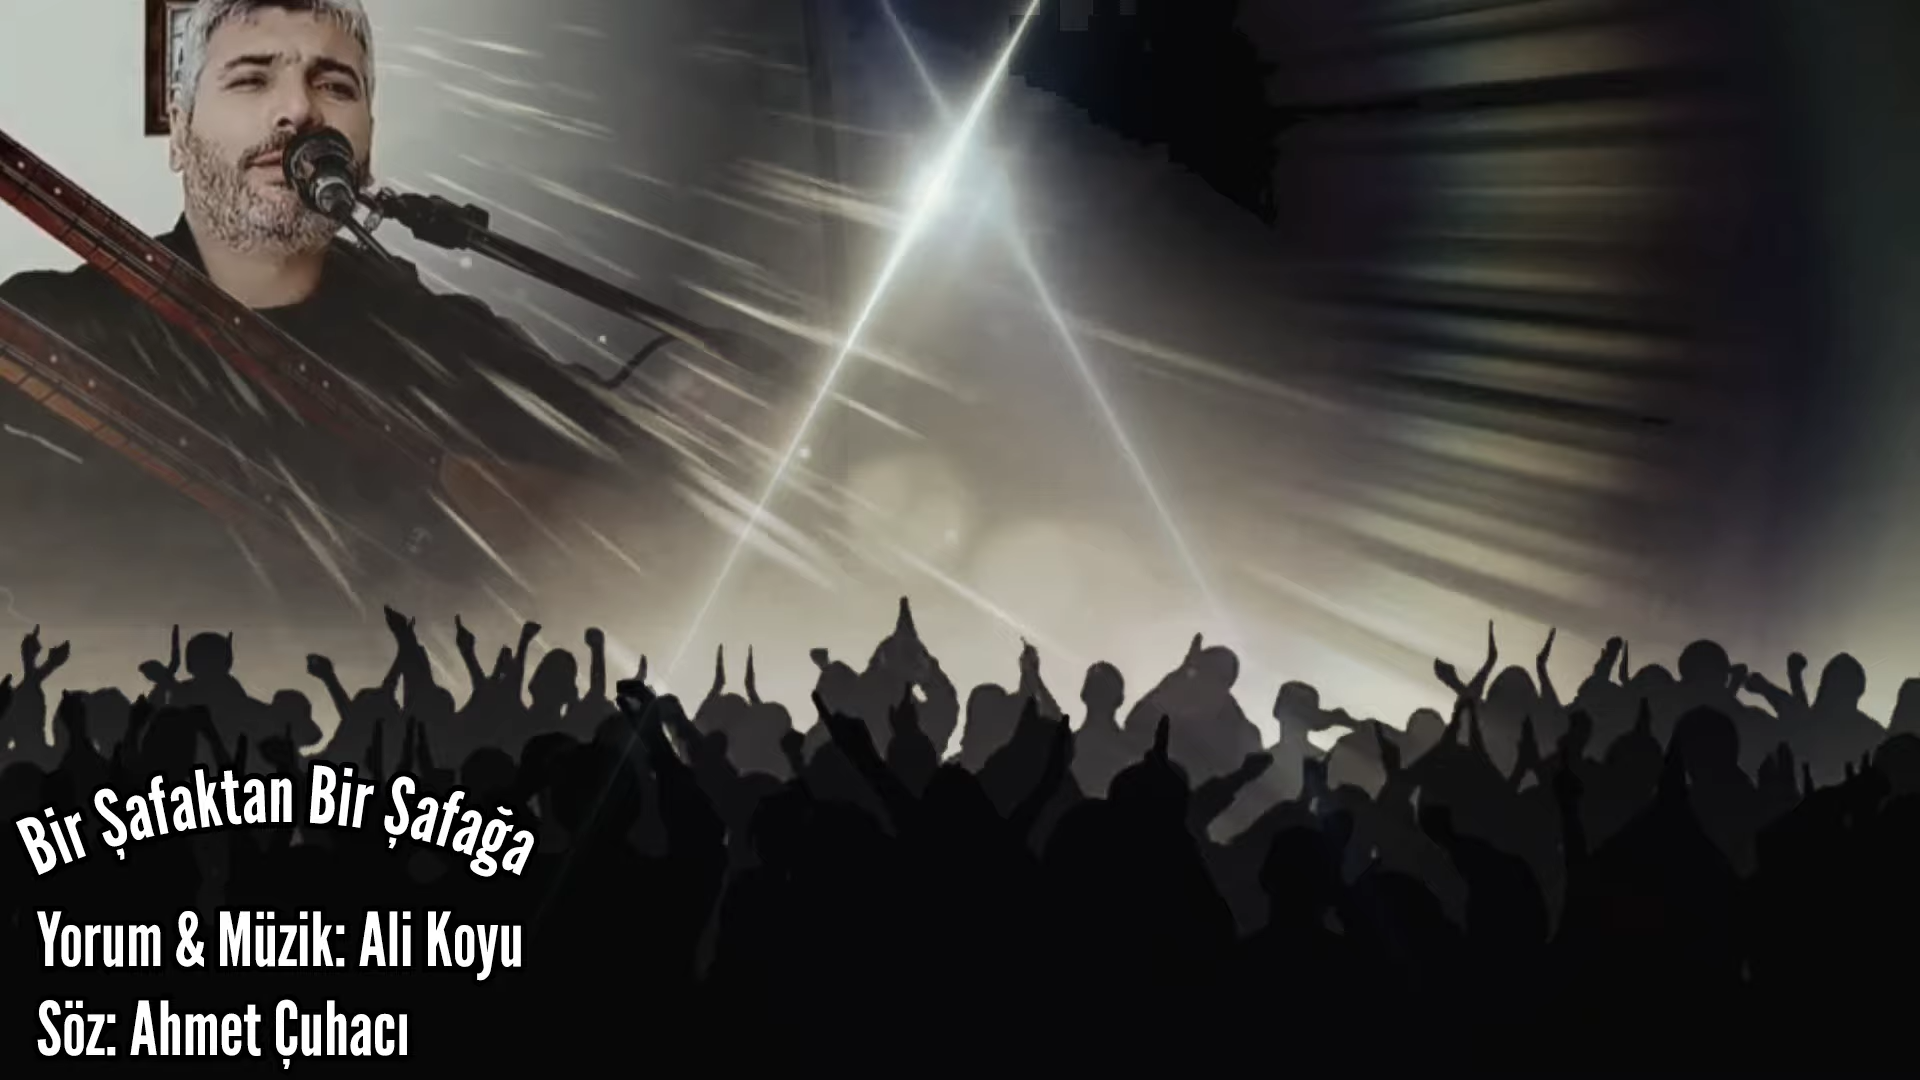 Bir Şafaktan Bir Şafağa
Yorum & Müzik: Ali Koyu
Söz: Ahmet Çuhacı